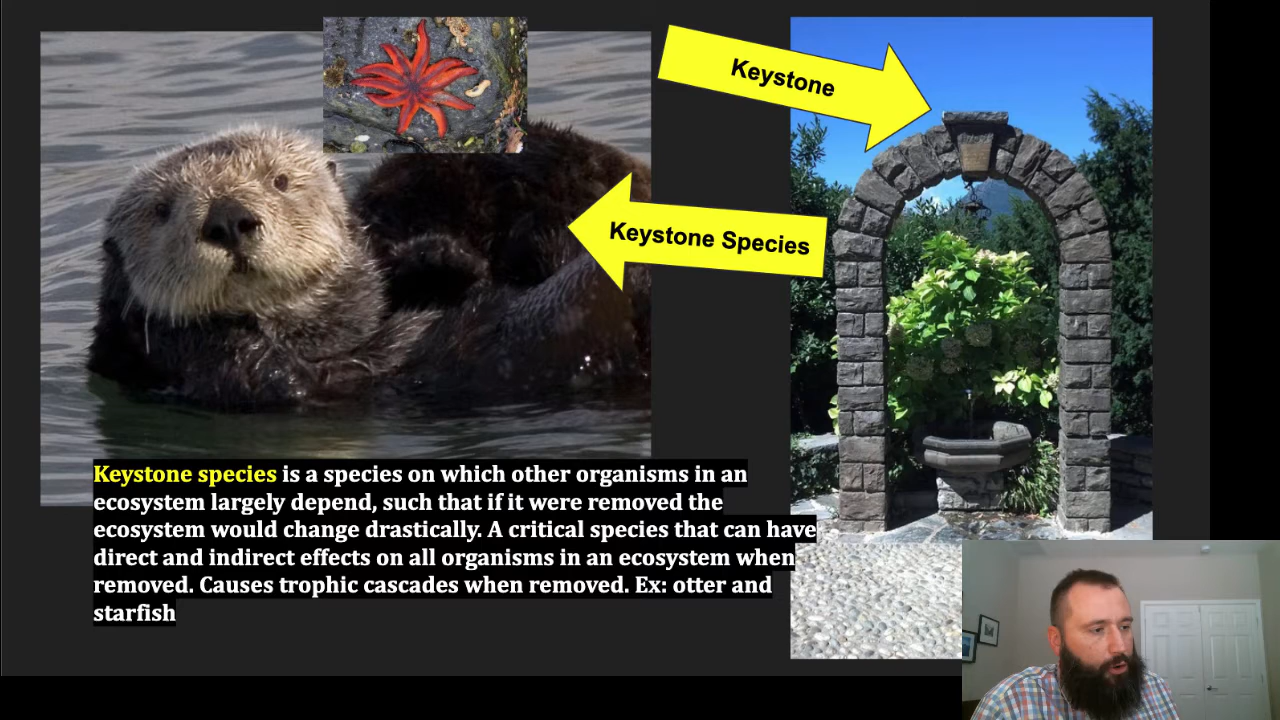 Keystone
Keystone Species
Keystone species is a species on which other organisms in an
ecosystem largely depend, such that if it were removed the
ecosystem would change drastically. A critical species that can have
direct and indirect effects on all organisms in an ecosystem when
removed. Causes trophic cascades when removed. Ex: otter and
starfish